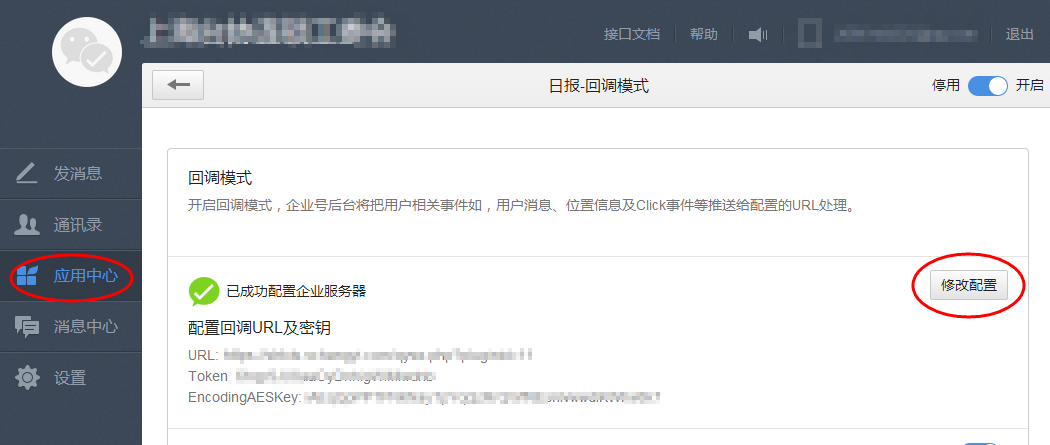 接口文档 帮助 退出
日报-回调模式 停用 开启
发消息
通讯录
应用中心
消息中心
设置
回调模式
开启回调模式，企业号后台将把用户相关事件如，用户消息、位置信息及Click事件等推送给配置的URL处理。
已成功配置企业服务器 修改配置
配置回调URL及密钥
URL:
Token:
EncodingAESKey: